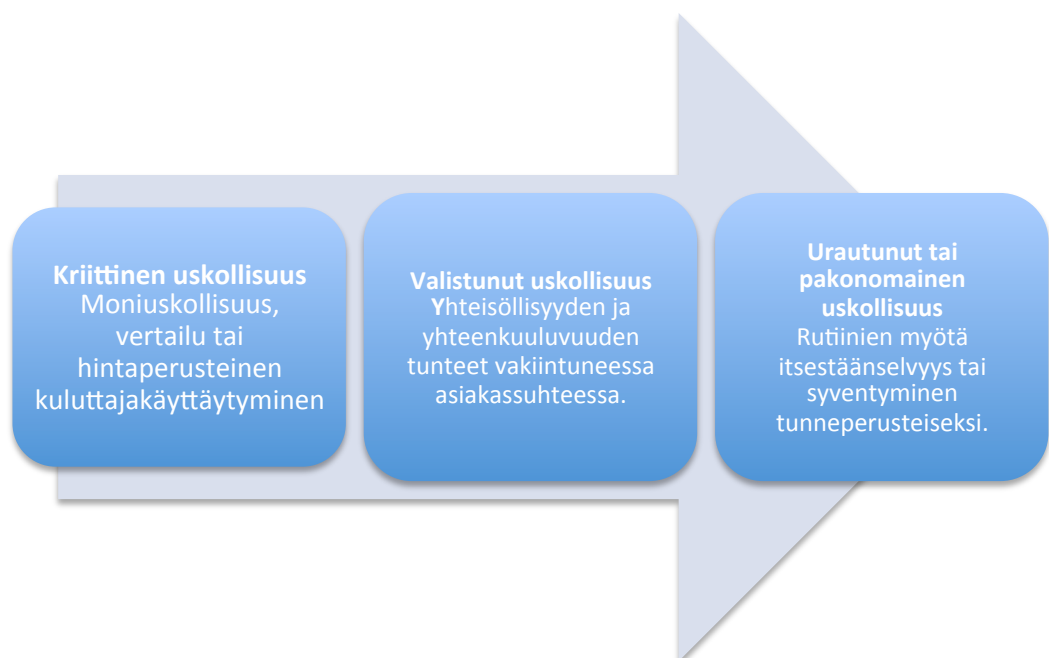 Kriittinen uskollisuus
Moniuskollisuus,
vertailu tai
hintaperusteinen
kuluttajakäyttäytyminen
Valistunut uskollisuus
Yhteisöllisyyden ja
yhteenkuuluvuuden
tunteet vakiintuneessa
asiakassuhteessa.
Urautunut tai
pakonomainen
uskollisuus
Rutiinien myötä
itsestäänselvyys tai
syventyminen
tunneperusteiseksi.